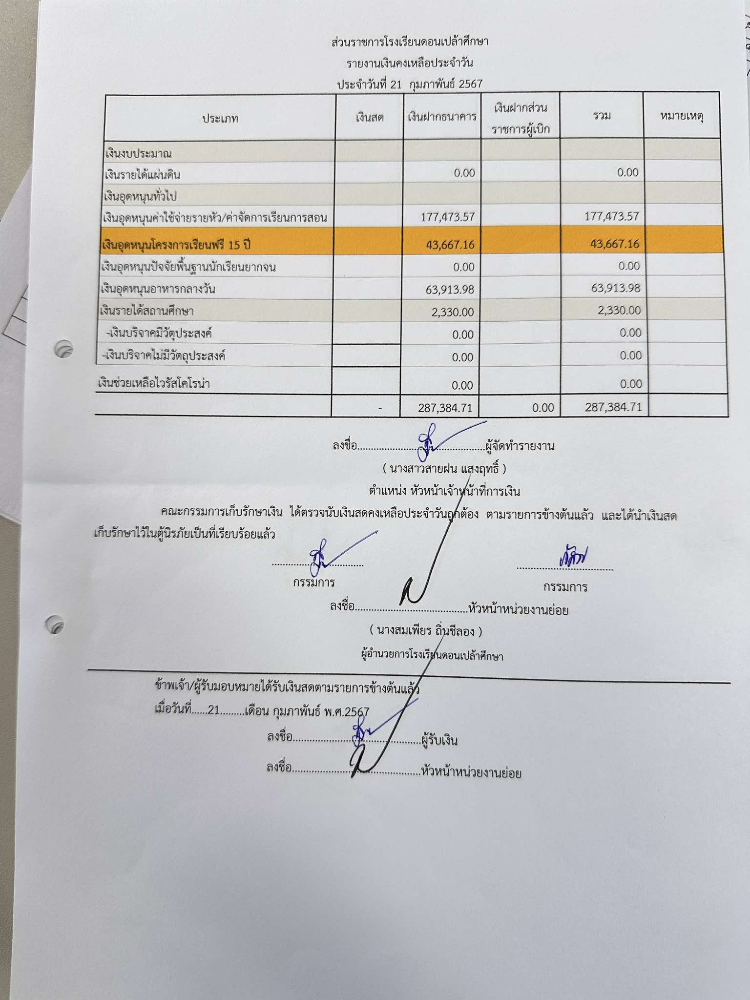 ส่วนราชการโรงเรียนดอนเปล้าศึกษา
รายงานเงินคงเหลือประจำวัน
ประจำวันที่ 21 กุมภาพันธ์ 2567
ประเภท เงินสด เงินฝากธนาคาร เงินฝากส่วนราชการผู้เบิก รวม หมายเหตุ
เงินงบประมาณ
เงินรายได้แผ่นดิน 0.00 0.00
เงินอุดหนุนทั่วไป
เงินอุดหนุนค่าใช้จ่ายรายหัว/ค่าจัดการเรียนการสอน 177,473.57 177,473.57
เงินอุดหนุนโครงการเรียนฟรี 15 ปี 43,667.16 43,667.16
เงินอุดหนุนปัจจัยพื้นฐานนักเรียนยากจน 0.00 0.00
เงินอุดหนุนอาหารกลางวัน 63,913.98 63,913.98
เงินรายได้สถานศึกษา 2,330.00 2,330.00
-เงินบริจาคมีวัตุประสงค์ 0.00 0.00
-เงินบริจาคไม่มีวัตถุประสงค์ 0.00 0.00
เงินช่วยเหลือไวรัสโคโรน่า 0.00 0.00
- 287,384.71 0.00 287,384.71
ลงชื่อ................................................ผู้จัดทำรายงาน
( นางสาวสายฝน แสงฤทธิ์ )
ตำแหน่ง หัวหน้าเจ้าหน้าที่การเงิน
คณะกรรมการเก็บรักษาเงิน ได้ตรวจนับเงินสดคงเหลือประจำวันถูกต้อง ตามรายการข้างต้นแล้ว และได้นำเงินสด
เก็บรักษาไว้ในตู้นิรภัยเป็นที่เรียบร้อยแล้ว
.................................. ....................................
กรรมการ กรรมการ
ลงชื่อ..........................................หัวหน้าหน่วยงานย่อย
( นางสมเพียร ถิ่นชีลอง )
ผู้อำนวยการโรงเรียนดอนเปล้าศึกษา
ข้าพเจ้า/ผู้รับมอบหมายได้รับเงินสดตามรายการข้างต้นแล้ว
เมื่อวันที่......21.........เดือน กุมภาพันธ์ พ.ศ.2567
ลงชื่อ................................................ผู้รับเงิน
ลงชื่อ................................................หัวหน้าหน่วยงานย่อย